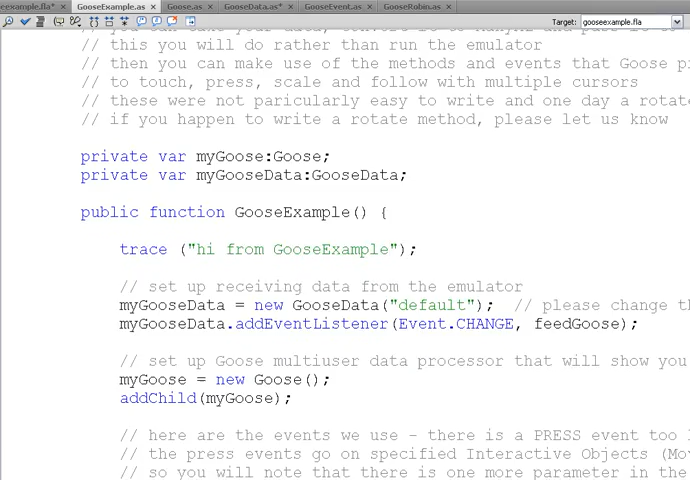 eexample.fla* × GooseExample.as × Goose.as × GooseData.as* × GooseEvent.as × GooseRobin.as ×
Target: gooseexample.fla
// this you will do rather than run the emulator
// then you can make use of the methods and events that Goose
// to touch, press, scale and follow with multiple cursors
// these were not paricularly easy to write and one day a rotat
// if you happen to write a rotate method, please let us know
private var myGoose:Goose;
private var myGooseData:GooseData;
public function GooseExample() {
trace ("hi from GooseExample");
// set up receiving data from the emulator
myGooseData = new GooseData("default"); // please change th
myGooseData.addEventListener(Event.CHANGE, feedGoose);
// set up Goose multiuser data processor that will show you
myGoose = new Goose();
addChild(myGoose);
// here are the events we use - there is a PRESS event too
// the press events go on specified Interactive Objects (Mov
// so you will note that there is one more parameter in the